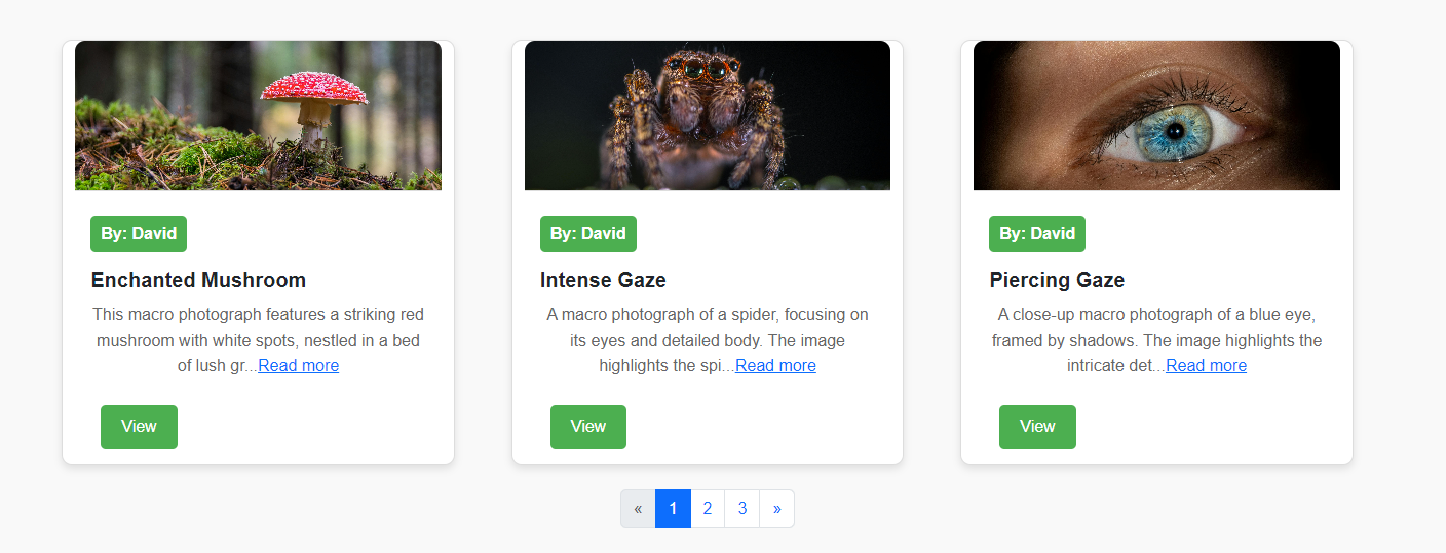 By: David
Enchanted Mushroom
This macro photograph features a striking red
mushroom with white spots, nestled in a bed
of lush gr...Read more
View
By: David
Intense Gaze
A macro photograph of a spider, focusing on
its eyes and detailed body. The image
highlights the spi...Read more
View
By: David
Piercing Gaze
A close-up macro photograph of a blue eye,
framed by shadows. The image highlights the
intricate det...Read more
View
« 1 2 3 »